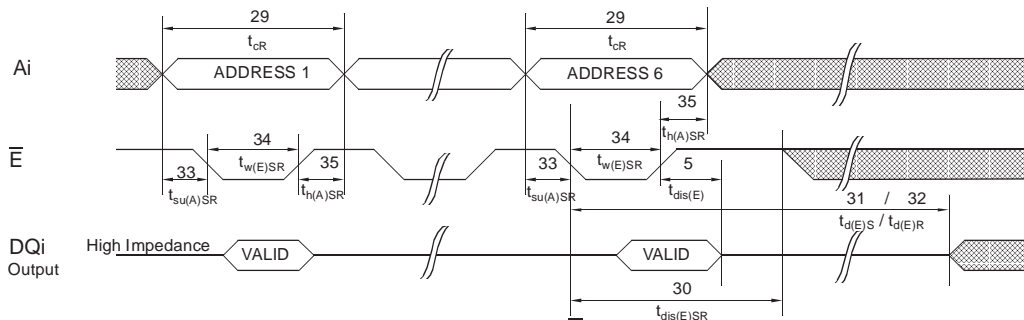 29 29
tcR tcR
Ai ADDRESS 1 ADDRESS 6
35
th(A)SR
E 34 34
33 tw(E)SR 35 33 tw(E)SR 5
tsu(A)SR th(A)SR tsu(A)SR tdis(E)
31 / 32
td(E)S / td(E)R
DQi High Impedance VALID VALID
Output
30
tdis(E)SR